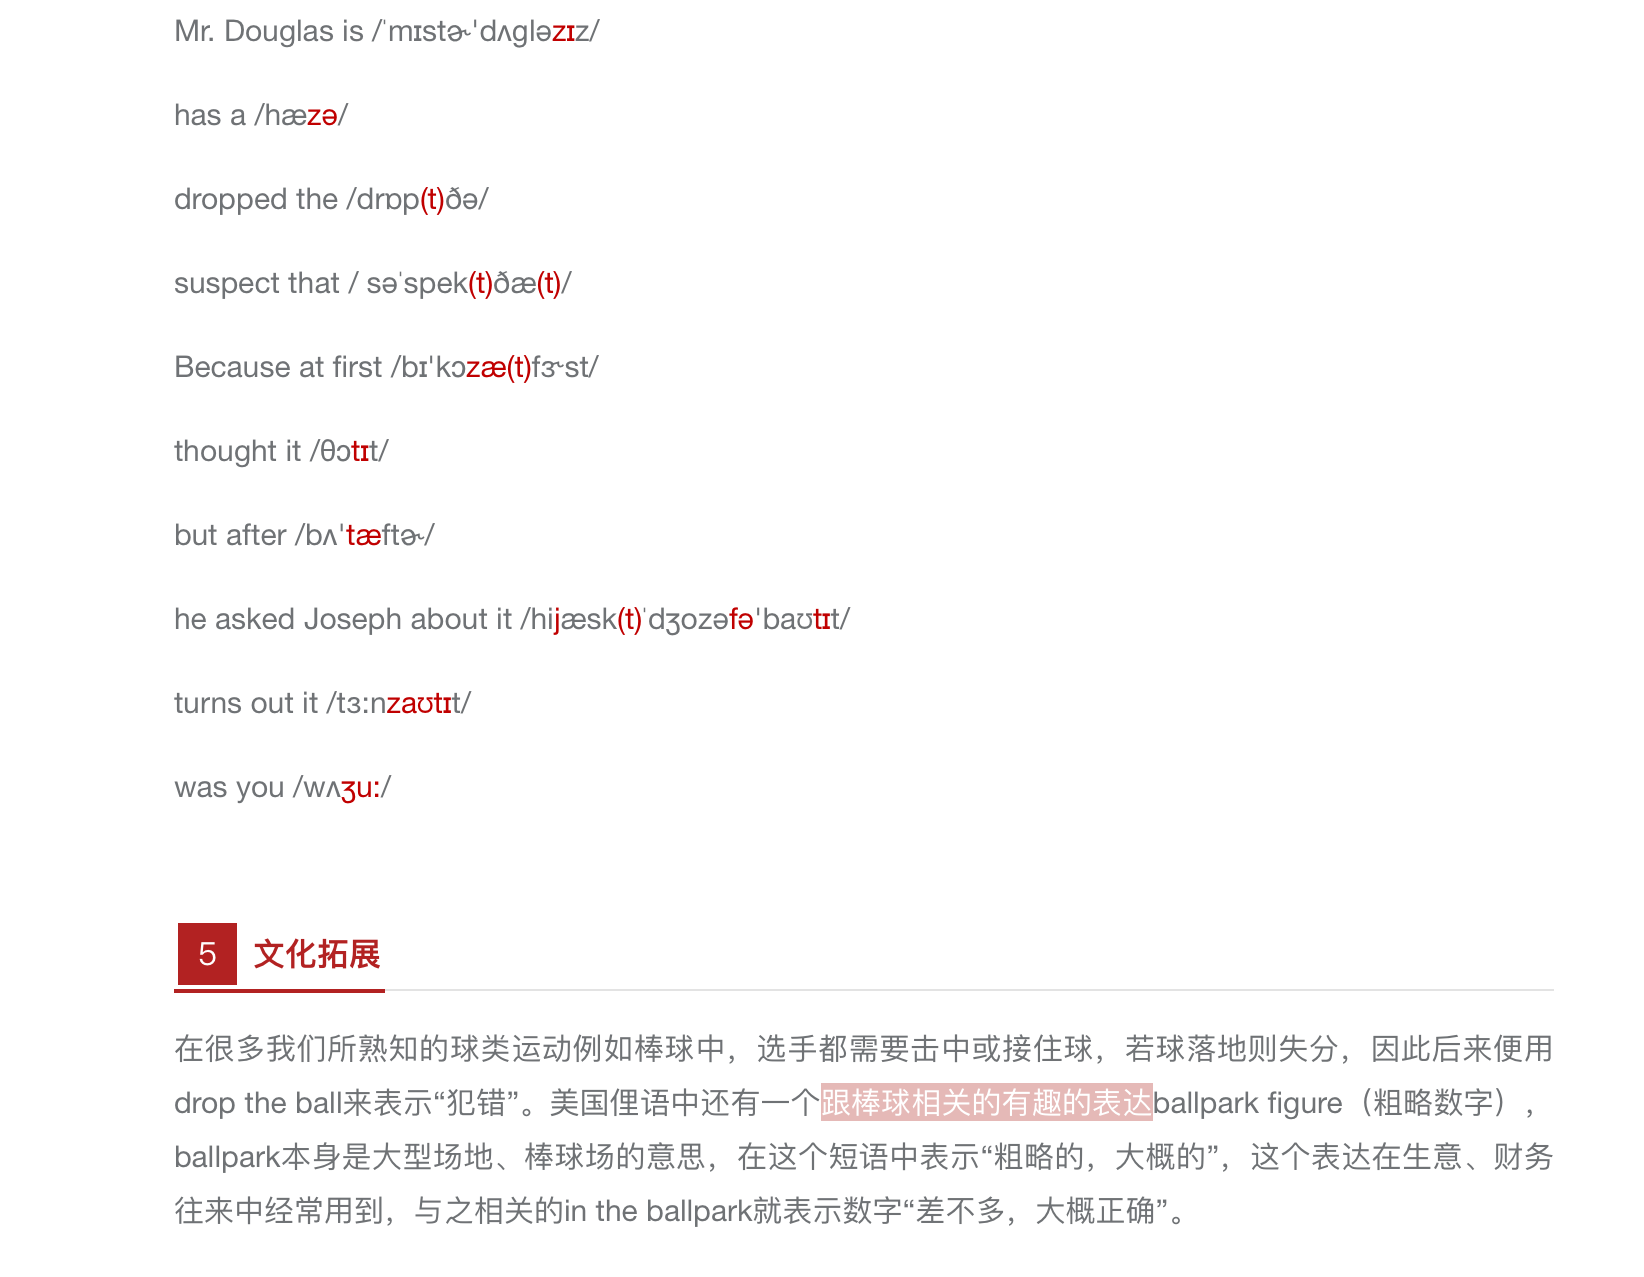 Mr. Douglas is /ˈmɪstɚˈdʌgləzɪz/
has a /hæzə/
dropped the /drɒp(t)ðə/
suspect that / səˈspek(t)ðæ(t)/
Because at first /bɪˈkɔzæ(t)fɝst/
thought it /θɔtɪt/
but after /bʌˈtæftɚ/
he asked Joseph about it /hijæsk(t)ˈdʒozəfəˈbaʊtɪt/
turns out it /tɜ:nzaʊtɪt/
was you /wʌʒu:/
5 文化拓展
在很多我们所熟知的球类运动例如棒球中，选手都需要击中或接住球，若球落地则失分，因此后来便用
drop the ball来表示“犯错”。美国俚语中还有一个跟棒球相关的有趣的表达ballpark figure（粗略数字），
ballpark本身是大型场地、棒球场的意思，在这个短语中表示“粗略的，大概的”，这个表达在生意、财务
往来中经常用到，与之相关的in the ballpark就表示数字“差不多，大概正确”。